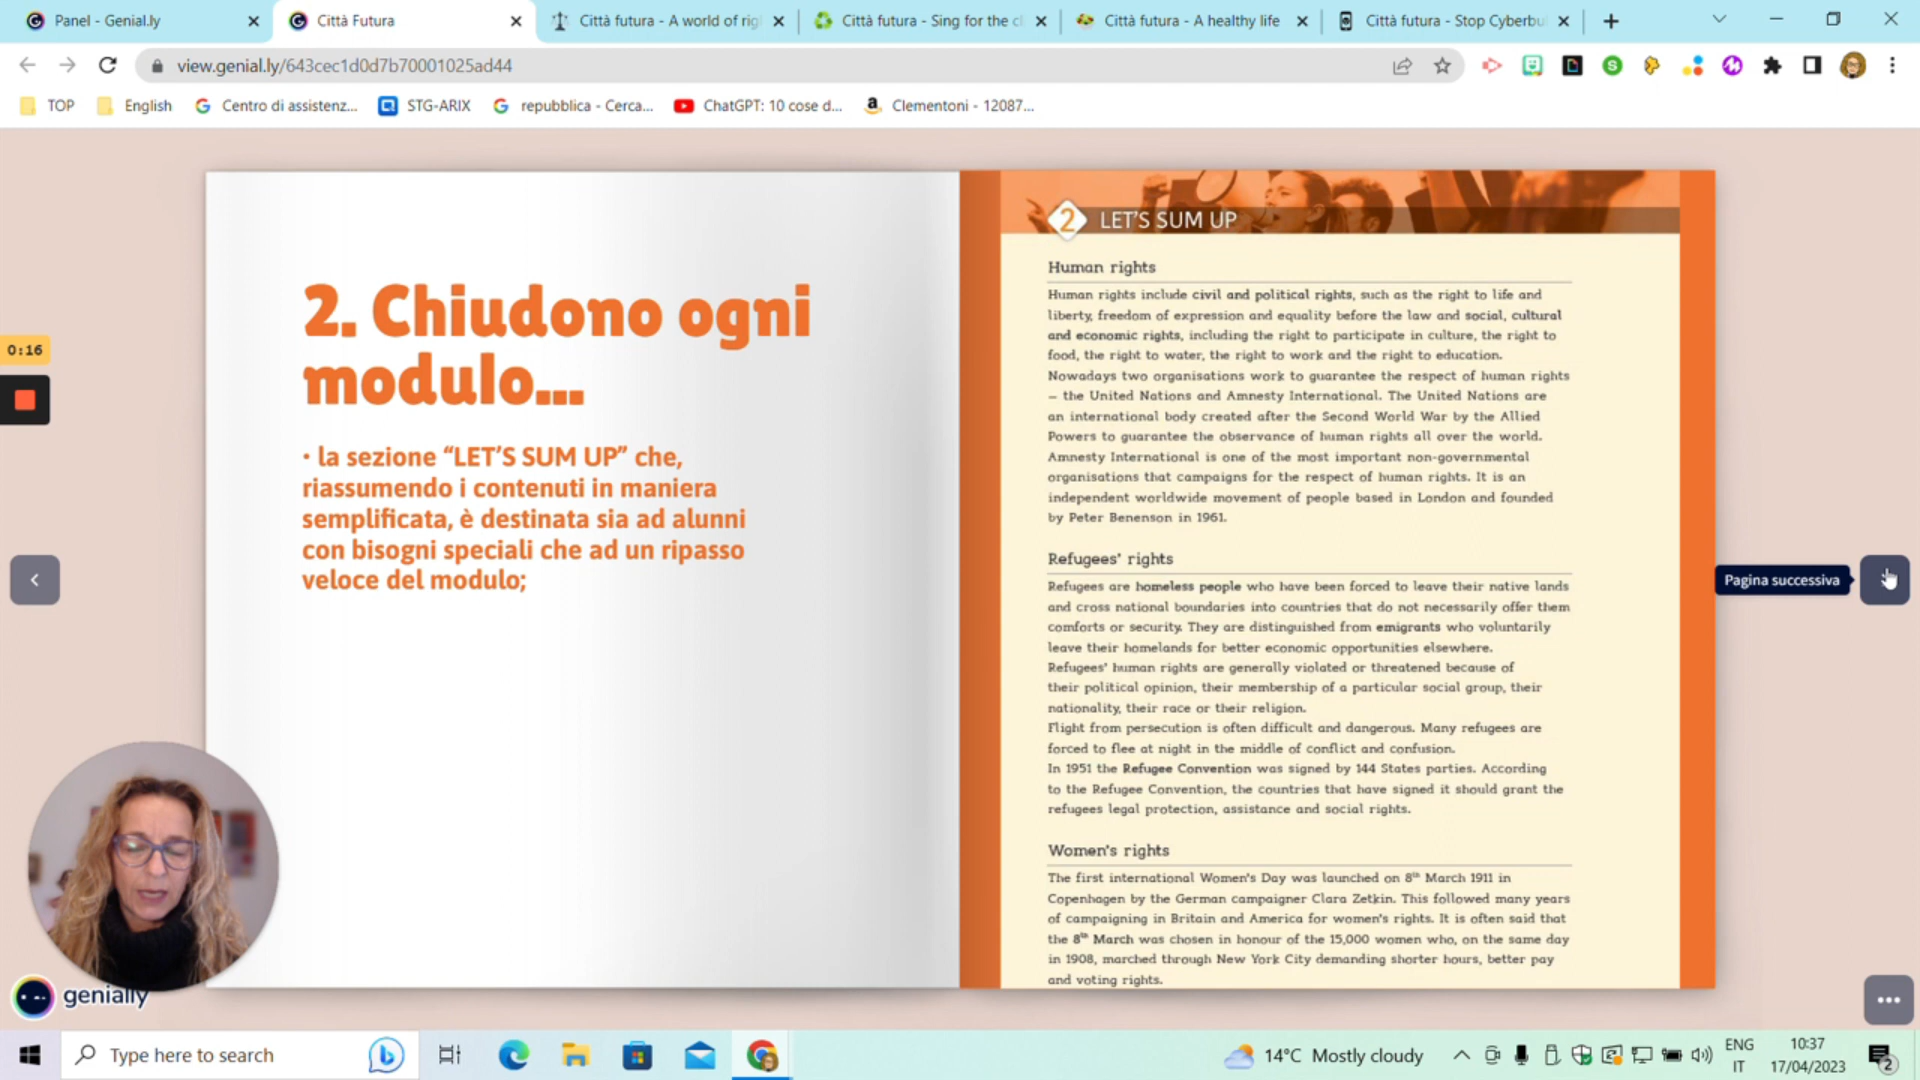 Panel - Genial.ly
Città Futura
Città futura - A world of rig
Città futura - Sing for the cl
Città futura - A healthy life
Città futura - Stop Cyberbu
view.genial.ly/643cec1d0d7b70001025ad44
TOP
English
Centro di assistenz...
STG-ARIX
repubblica - Cerca...
ChatGPT: 10 cose d...
Clementoni - 12087...
0:16
2. Chiudono ogni
modulo...
• la sezione “LET’S SUM UP” che,
riassumendo i contenuti in maniera
semplificata, è destinata sia ad alunni
con bisogni speciali che ad un ripasso
veloce del modulo;
2 LET'S SUM UP
Human rights
Human rights include civil and political rights, such as the right to life and
liberty, freedom of expression and equality before the law and social, cultural
and economic rights, including the right to participate in culture, the right to
food, the right to water, the right to work and the right to education.
Nowadays two organisations work to guarantee the respect of human rights
– the United Nations and Amnesty International. The United Nations are
an international body created after the Second World War by the Allied
Powers to guarantee the observance of human rights all over the world.
Amnesty International is one of the most important non-governmental
organisations that campaigns for the respect of human rights. It is an
independent worldwide movement of people based in London and founded
by Peter Benenson in 1961.
Refugees' rights
Refugees are homeless people who have been forced to leave their native lands
and cross national boundaries into countries that do not necessarily offer them
comforts or security. They are distinguished from emigrants who voluntarily
leave their homelands for better economic opportunities elsewhere.
Refugees' human rights are generally violated or threatened because of
their political opinion, their membership of a particular social group, their
nationality, their race or their religion.
Flight from persecution is often difficult and dangerous. Many refugees are
forced to flee at night in the middle of conflict and confusion.
In 1951 the Refugee Convention was signed by 144 States parties. According
to the Refugee Convention, the countries that have signed it should grant the
refugees legal protection, assistance and social rights.
Women's rights
The first international Women's Day was launched on 8th March 1911 in
Copenhagen by the German campaigner Clara Zetkin. This followed many years
of campaigning in Britain and America for women's rights. It is often said that
the 8th March was chosen in honour of the 15,000 women who, on the same day
in 1908, marched through New York City demanding shorter hours, better pay
and voting rights.
Pagina successiva
genially
Type here to search
14°C Mostly cloudy
ENG
IT
10:37
17/04/2023
2